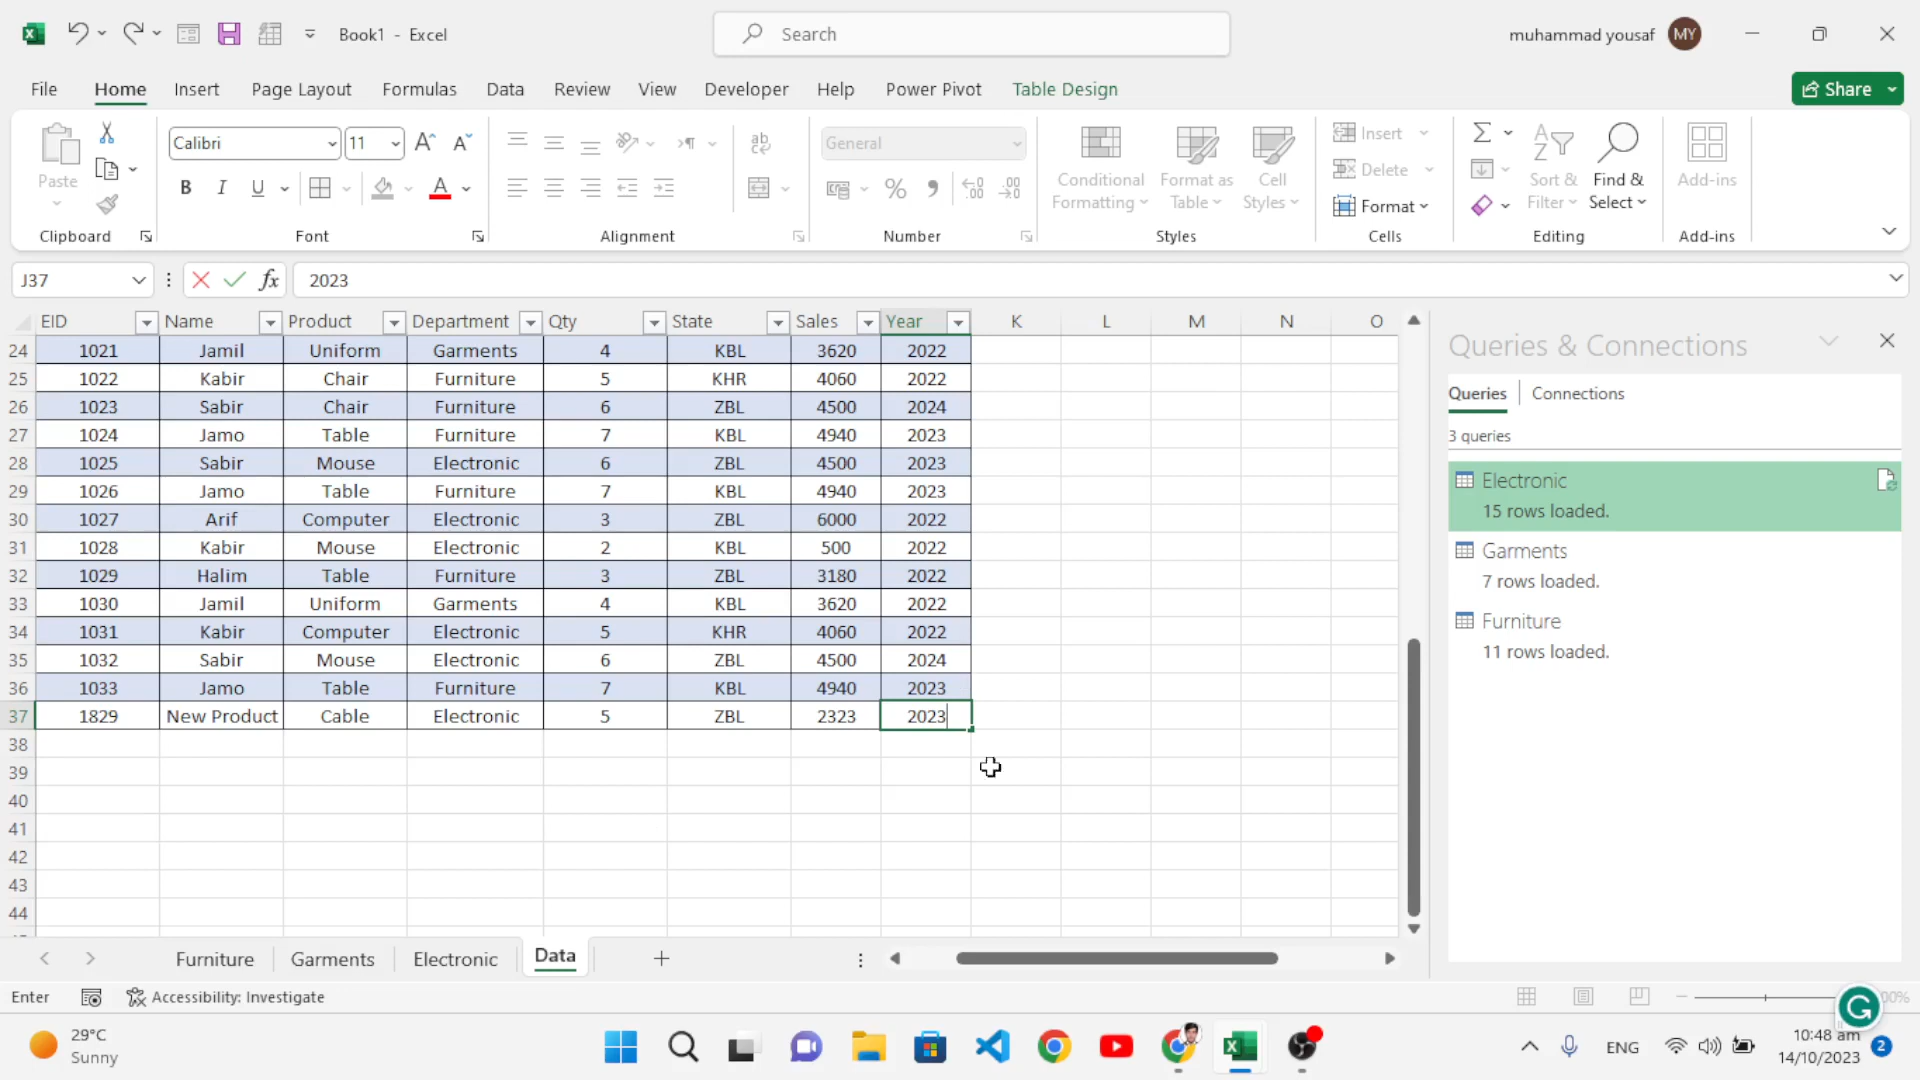 Book1 - Excel
Search
muhammad yousaf MY
File Home Insert Page Layout Formulas Data Review View Developer Help Power Pivot Table Design Share
Paste
Calibri 11
General
Conditional Formatting
Format as Table
Cell Styles
Insert
Delete
Format
Sort & Filter
Find & Select
Add-ins
Clipboard Font Alignment Number Styles Cells Editing Add-ins
J37 fx 2023
EID Name Product Department Qty State Sales Year K L M N O
24 1021 Jamil Uniform Garments 4 KBL 3620 2022
25 1022 Kabir Chair Furniture 5 KHR 4060 2022
26 1023 Sabir Chair Furniture 6 ZBL 4500 2024
27 1024 Jamo Table Furniture 7 KBL 4940 2023
28 1025 Sabir Mouse Electronic 6 ZBL 4500 2023
29 1026 Jamo Table Furniture 7 KBL 4940 2023
30 1027 Arif Computer Electronic 3 ZBL 6000 2022
31 1028 Kabir Mouse Electronic 2 KBL 500 2022
32 1029 Halim Table Furniture 3 ZBL 3180 2022
33 1030 Jamil Uniform Garments 4 KBL 3620 2022
34 1031 Kabir Computer Electronic 5 KHR 4060 2022
35 1032 Sabir Mouse Electronic 6 ZBL 4500 2024
36 1033 Jamo Table Furniture 7 KBL 4940 2023
37 1829 New Product Cable Electronic 5 ZBL 2323 2023
38
39
40
41
42
43
44
Queries & Connections
Queries Connections
3 queries
Electronic
15 rows loaded.
Garments
7 rows loaded.
Furniture
11 rows loaded.
Furniture Garments Electronic Data
Enter Accessibility: Investigate
29°C
Sunny
ENG
10:48 am
14/10/2023
2